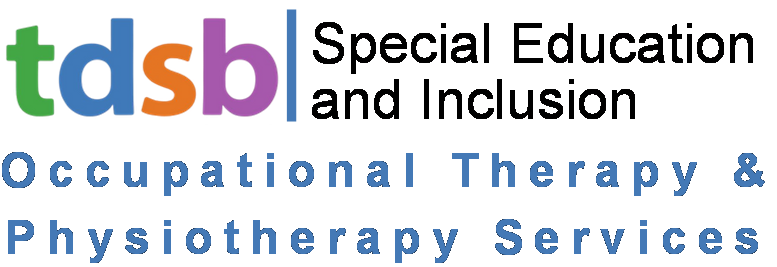 tdsb
Special Education
and Inclusion
Occupational Therapy &
Physiotherapy Services